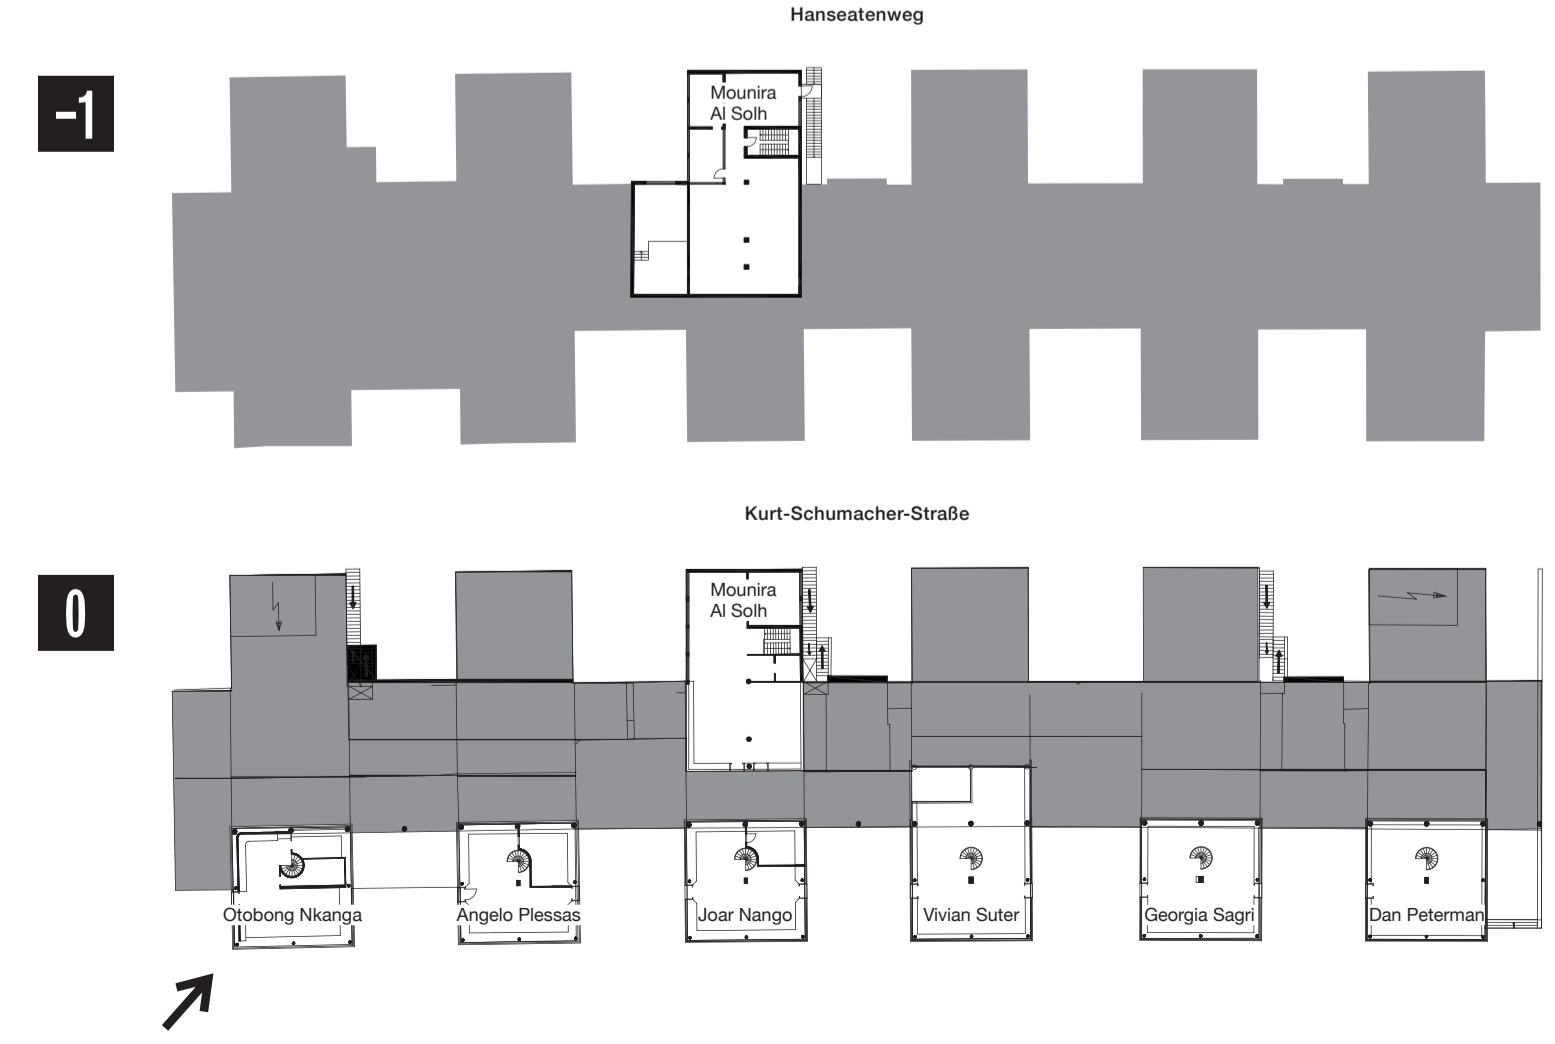 Hanseatenweg
-1
Mounira
Al Solh
Kurt-Schumacher-Straße
0
Mounira
Al Solh
Otobong Nkanga
Angelo Plessas
Joar Nango
Vivian Suter
Georgia Sagri
Dan Peterman